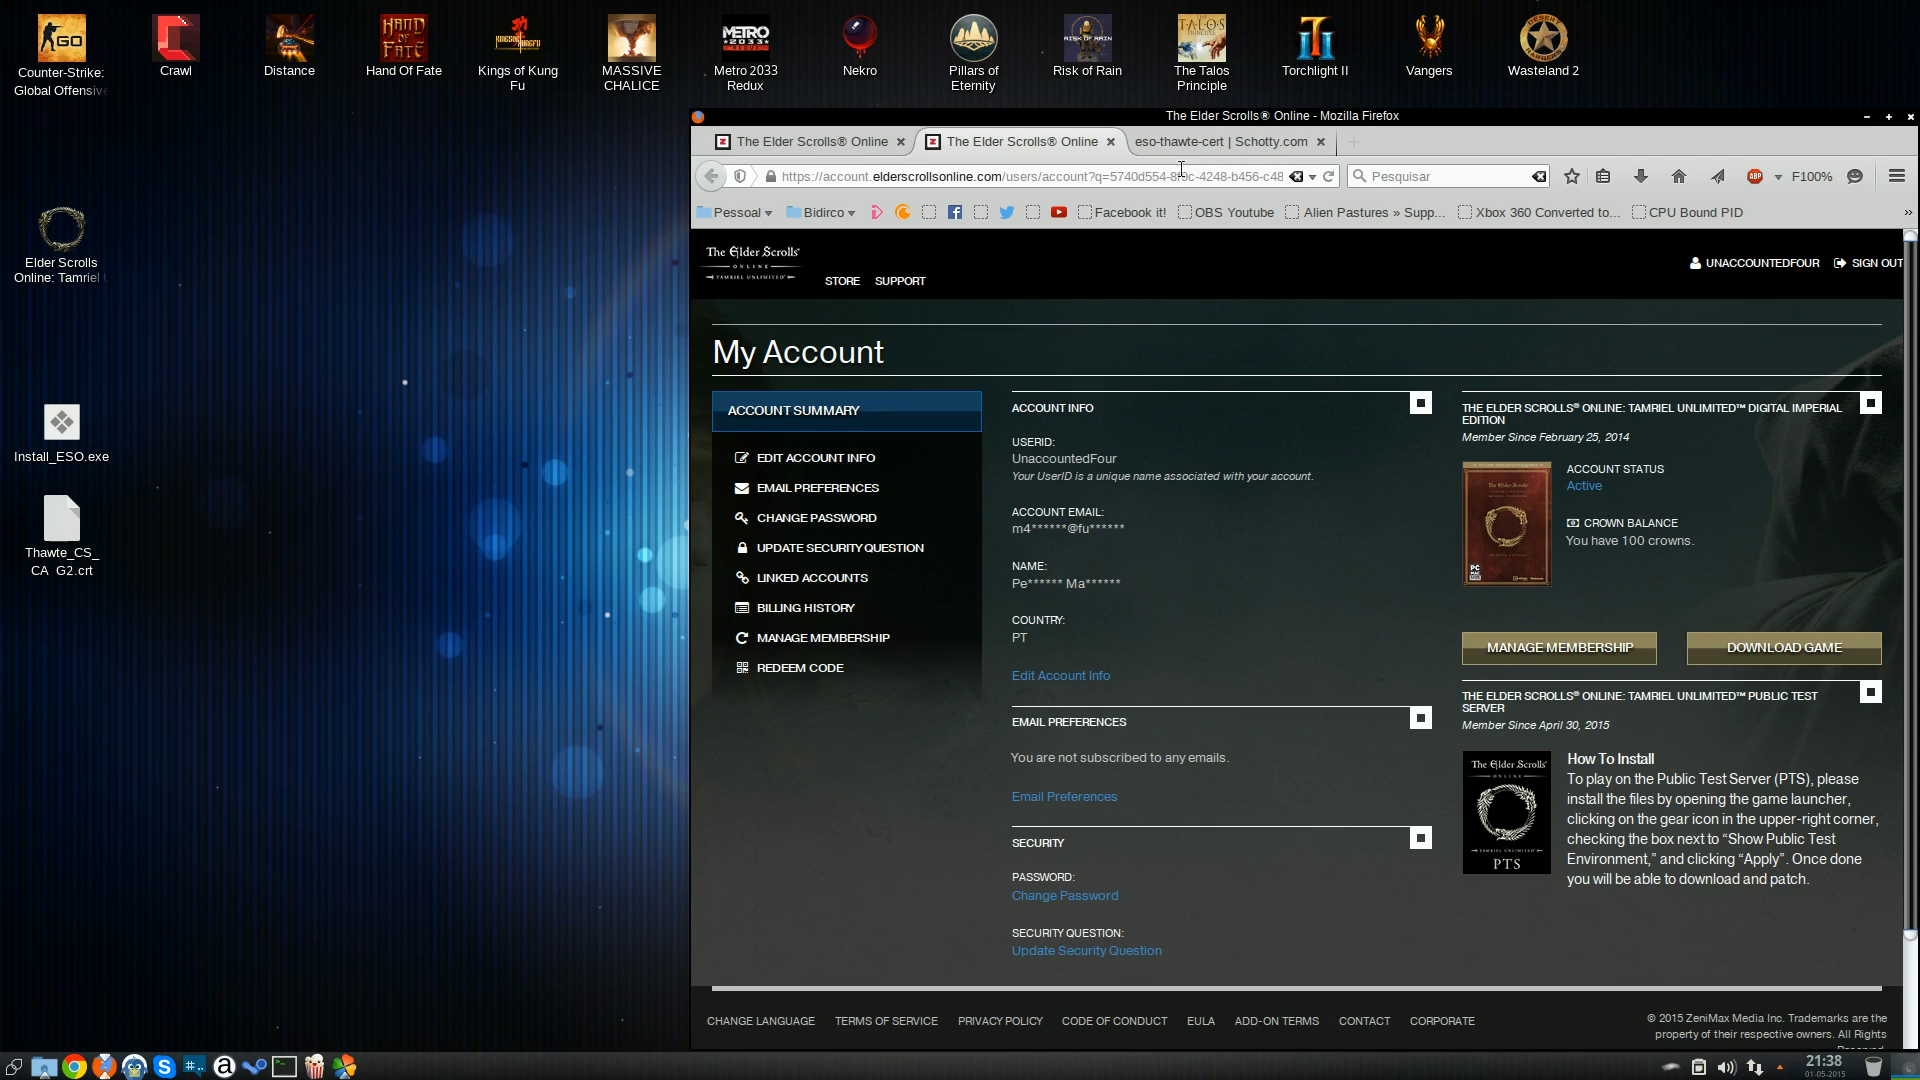 Counter-Strike:
Global Offensive
Crawl
Distance
Hand Of Fate
Kings of Kung
Fu
MASSIVE
CHALICE
Metro 2033
Redux
Nekro
Pillars of
Eternity
Risk of Rain
The Talos
Principle
Torchlight II
Vangers
Wasteland 2
Elder Scrolls
Online: Tamriel U
Install_ESO.exe
Thawte_CS_
CA_G2.crt
The Elder Scrolls® Online - Mozilla Firefox
The Elder Scrolls® Online
The Elder Scrolls® Online
eso-thawte-cert | Schotty.com
https://account.elderscrollsonline.com/users/account?q=5740d554-8f0c-4248-b456-c48
Pesquisar
ABP
F100%
Pessoal
Bidirco
Facebook it!
OBS Youtube
Alien Pastures » Supp...
Xbox 360 Converted to...
CPU Bound PID
»
The Elder Scrolls®
ONLINE
TAMRIEL UNLIMITED™
STORE
SUPPORT
UNACCOUNTEDFOUR
SIGN OUT
My Account
ACCOUNT SUMMARY
EDIT ACCOUNT INFO
EMAIL PREFERENCES
CHANGE PASSWORD
UPDATE SECURITY QUESTION
LINKED ACCOUNTS
BILLING HISTORY
MANAGE MEMBERSHIP
REDEEM CODE
ACCOUNT INFO
USERID:
UnaccountedFour
Your UserID is a unique name associated with your account.
ACCOUNT EMAIL:
m4******@fu******
NAME:
Pe****** Ma******
COUNTRY:
PT
Edit Account Info
EMAIL PREFERENCES
You are not subscribed to any emails.
Email Preferences
SECURITY
PASSWORD:
Change Password
SECURITY QUESTION:
Update Security Question
THE ELDER SCROLLS® ONLINE: TAMRIEL UNLIMITED™ DIGITAL IMPERIAL
EDITION
Member Since February 25, 2014
ACCOUNT STATUS
Active
CROWN BALANCE
You have 100 crowns.
MANAGE MEMBERSHIP
DOWNLOAD GAME
THE ELDER SCROLLS® ONLINE: TAMRIEL UNLIMITED™ PUBLIC TEST
SERVER
Member Since April 30, 2015
The Elder Scrolls®
ONLINE
TAMRIEL UNLIMITED™
PTS
How To Install
To play on the Public Test Server (PTS), please
install the files by opening the game launcher,
clicking on the gear icon in the upper-right corner,
checking the box next to “Show Public Test
Environment,” and clicking “Apply”. Once done
you will be able to download and patch.
CHANGE LANGUAGE
TERMS OF SERVICE
PRIVACY POLICY
CODE OF CONDUCT
EULA
ADD-ON TERMS
CONTACT
CORPORATE
© 2015 ZeniMax Media Inc. Trademarks are the
property of their respective owners. All Rights
Reserved.
21:38
01-05-2015